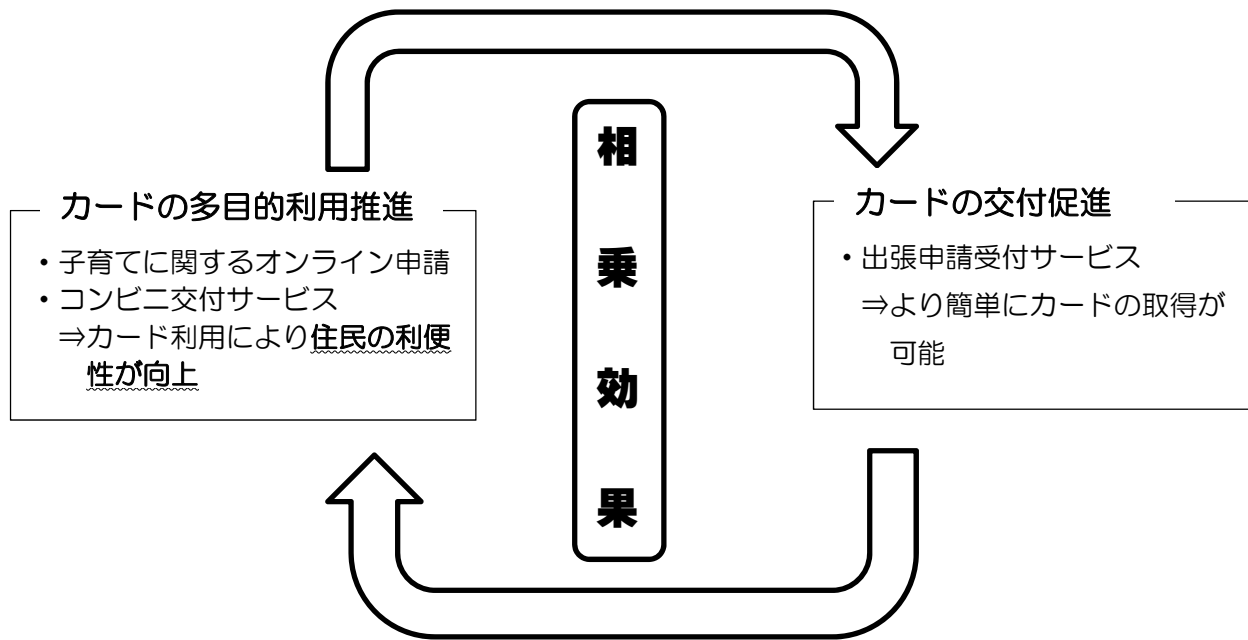 カードの多目的利用推進
・子育てに関するオンライン申請
・コンビニ交付サービス
⇒カード利用により住民の利便
性が向上
相
乗
効
果
カードの交付促進
・出張申請受付サービス
⇒より簡単にカードの取得が
可能